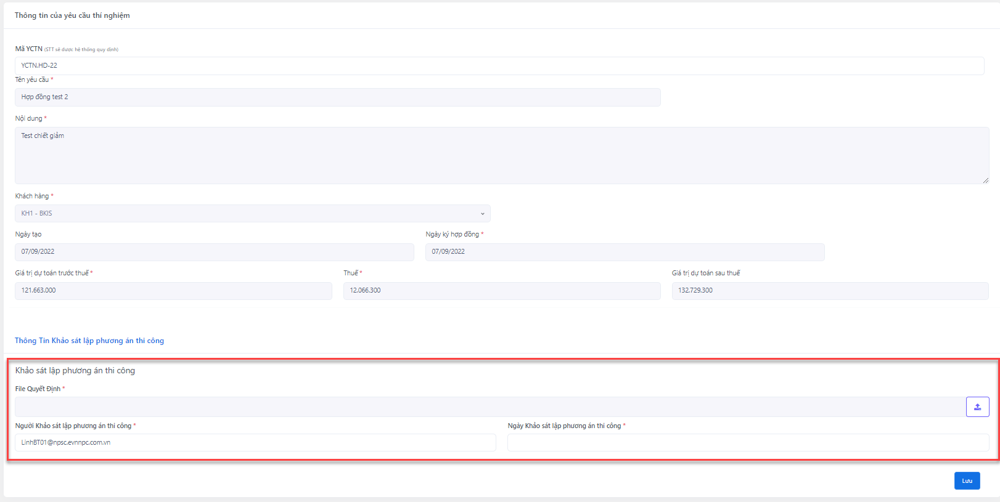 Thông tin của yêu cầu thí nghiệm
Mã YCTN (STT sẽ được hệ thống quy định)
YCTN.HD-22
Tên yêu cầu *
Hợp đồng test 2
Nội dung *
Test chiết giảm
Khách hàng *
KH1 - BKIS
Ngày tạo
Ngày ký hợp đồng *
07/09/2022
07/09/2022
Giá trị dự toán trước thuế *
Thuế *
Giá trị dự toán sau thuế
121.663.000
12.066.300
132.729.300
Thông Tin Khảo sát lập phương án thi công
Khảo sát lập phương án thi công
File Quyết Định *
Người Khảo sát lập phương án thi công *
Ngày Khảo sát lập phương án thi công *
LinhBT01@npsc.evnnpc.com.vn
Lưu